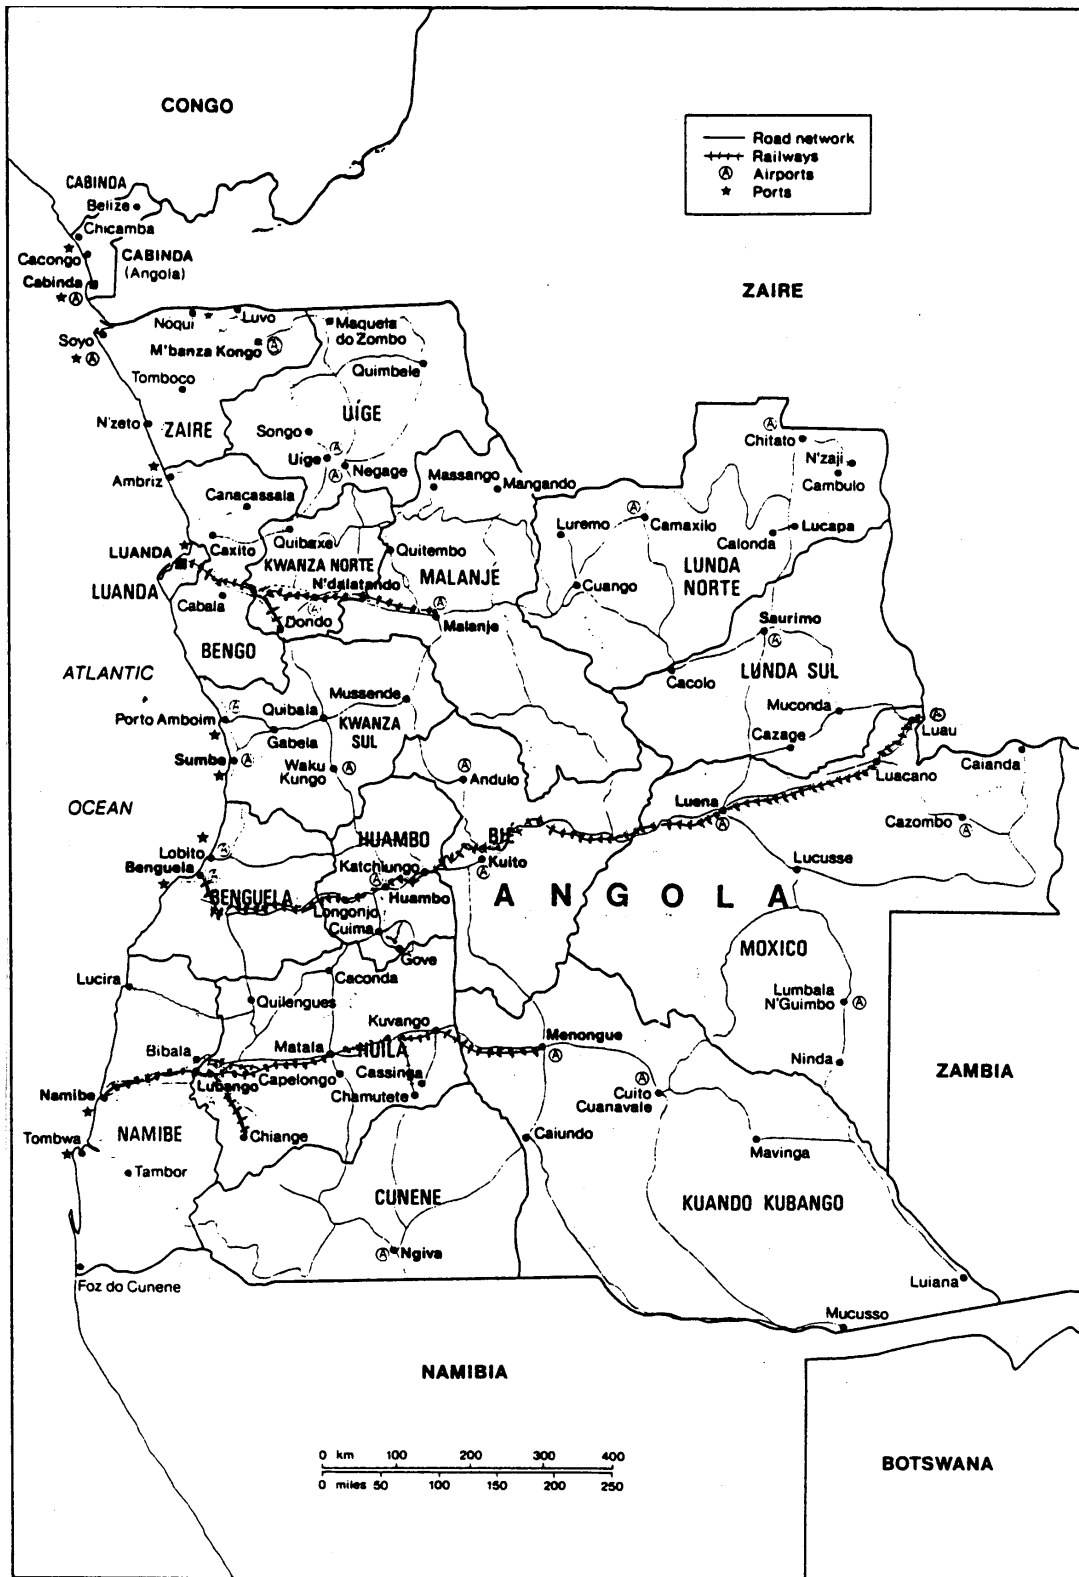 CONGO
Road network
Railways
A Airports
Ports
CABINDA
Belize
Chicamba
Cacongo
CABINDA
(Angola)
Cabinda
A
ZAIRE
Soyo
A
Noqui
Luvo
M'banza Kongo
A
Maqueta
do Zombo
Quimbele
Tomboco
N'zeto
ZAIRE
UÍGE
Songo
A
Uíge
A
Negage
A
Chitato
N'zaji
Cambulo
Ambriz
Canacassala
Massango
Mangando
A
Camaxilo
Luremo
Lucapa
Calonda
LUANDA
Caxito
Quibaxe
Quitembo
KWANZA NORTE
N'dalatando
MALANJE
LUNDA
NORTE
LUANDA
Cabala
A
Dondo
A
Malanje
Cuango
Saurimo
A
BENGO
LUNDA SUL
Cacolo
ATLANTIC
Mussende
Muconda
A
Porto Amboim
Quibala
KWANZA
SUL
A
Luau
Gabela
Cazage
Sumbe
A
Waku
Kungo
A
A
Andulo
Luacano
Caianda
OCEAN
Luena
A
Cazombo
A
HUAMBO
BIÉ
Lobito
A
Benguela
Katchiungo
Kuito
A
Lucusse
A
Huambo
BENGUELA
ANGOLA
Longonjo
Cuima
Gove
MOXICO
Lucira
Caconda
Quilengues
Lumbala
N'Guimbo
A
Kuvango
Menongue
A
Bibala
Matala
HUILA
Ninda
Lubango
Capelongo
Cassinga
Chamutete
A
Cuito
Cuanavale
ZAMBIA
Namibe
NAMIBE
Chiange
Caiundo
Mavinga
Tombwa
Tambor
CUNENE
KUANDO KUBANGO
A
Ngiva
Foz do Cunene
Luiana
Mucusso
NAMIBIA
0 km 100 200 300 400
0 miles 50 100 150 200 250
BOTSWANA